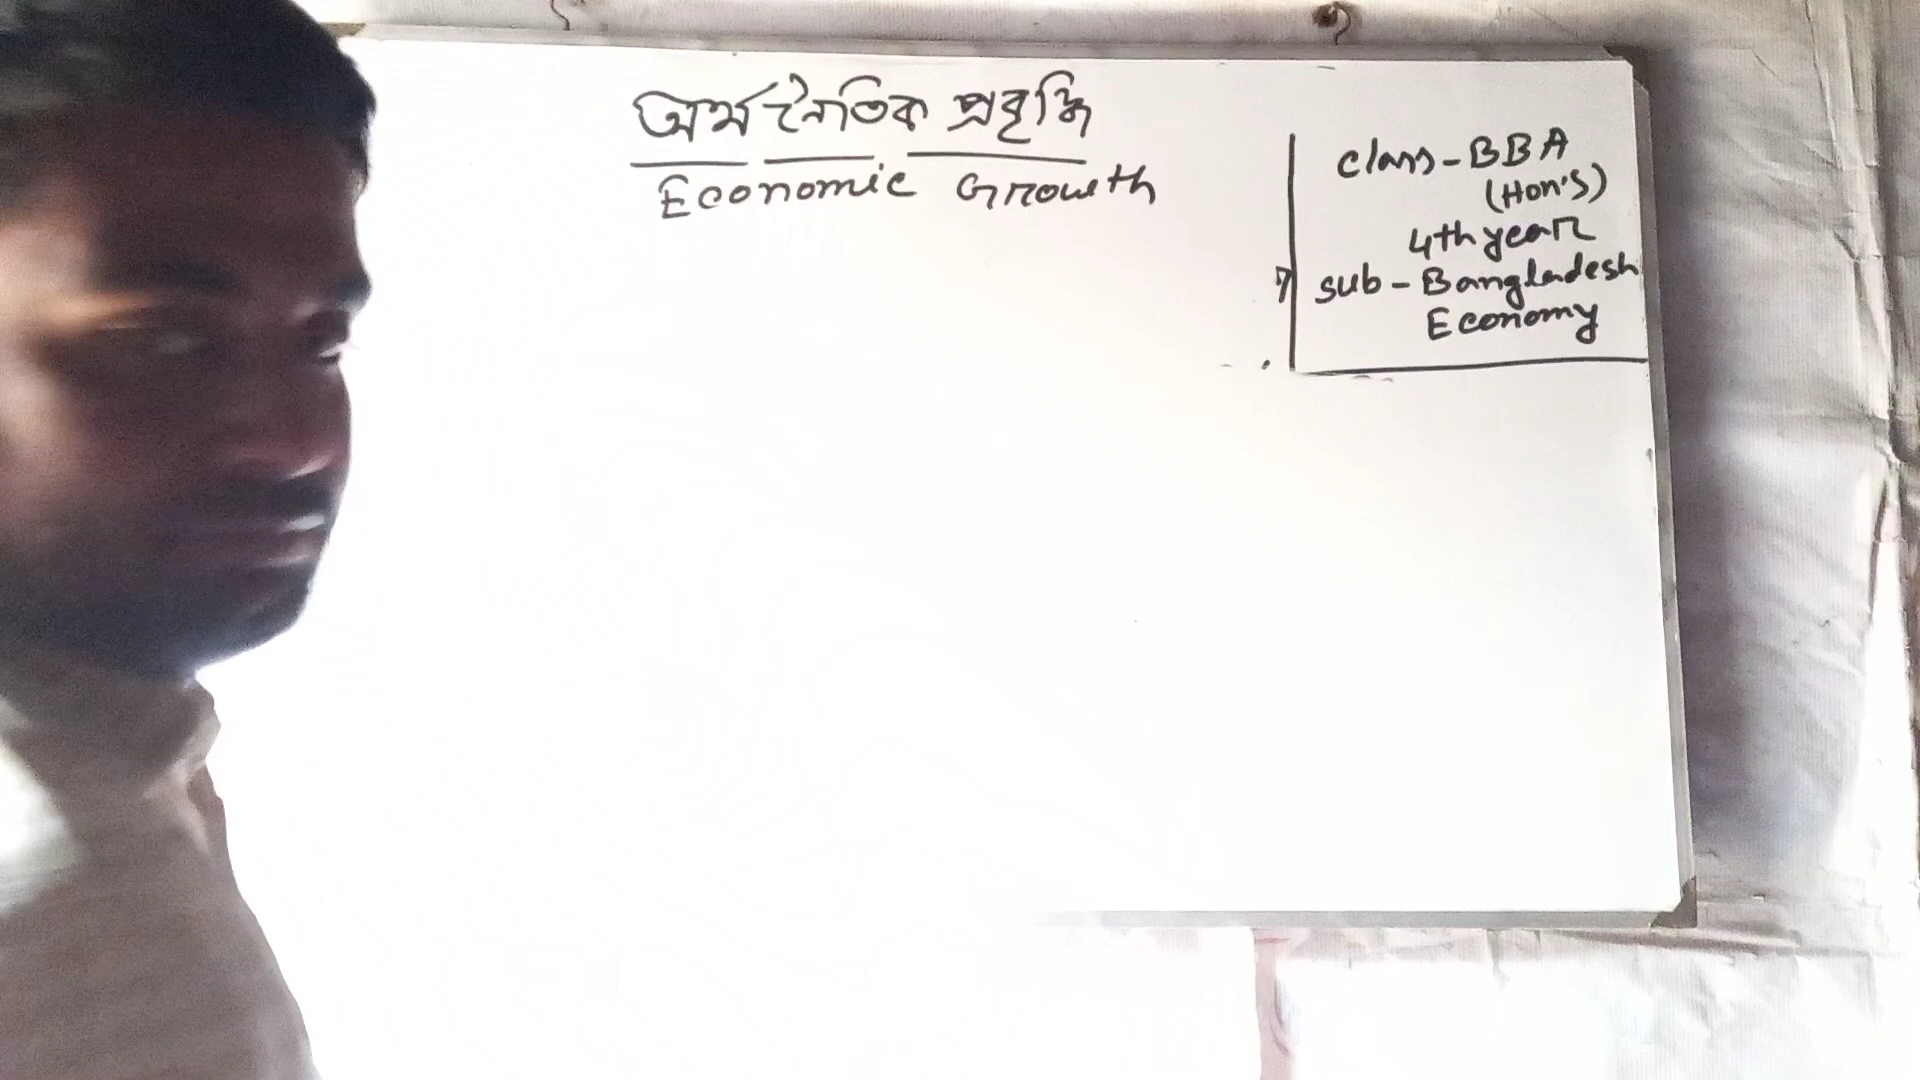 অর্থনৈতিক প্রবৃদ্ধি
Economic Growth
Class - BBA
(Hon's)
4th year
Sub - Bangladesh
Economy